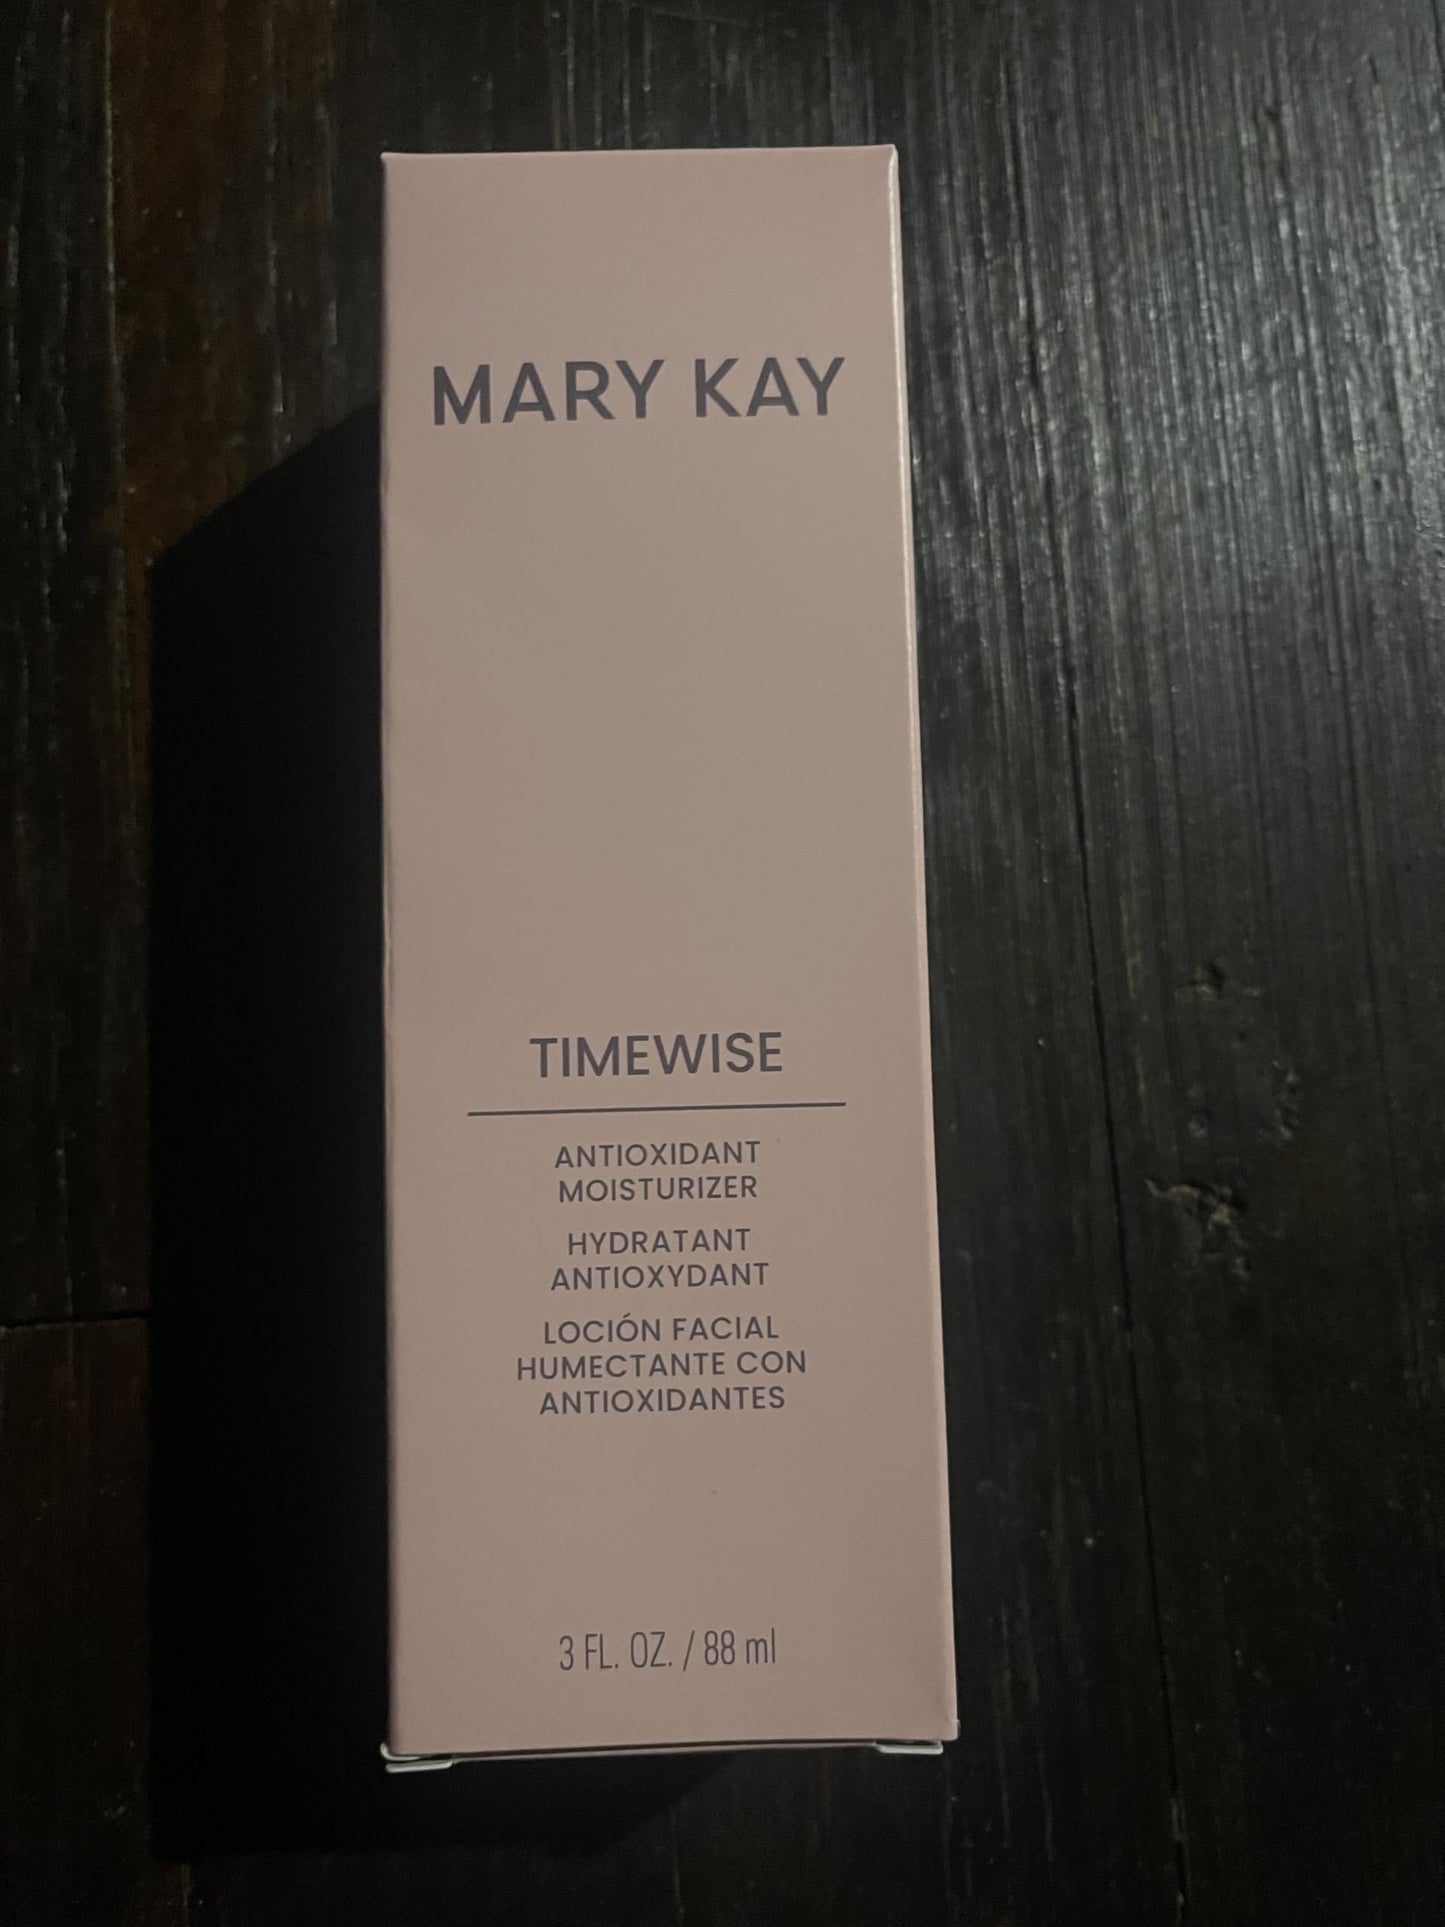 MARY KAY
TIMEWISE
ANTIOXIDANT
MOISTURIZER
HYDRATANT
ANTIOXYDANT
LOCIÓN FACIAL
HUMECTANTE CON
ANTIOXIDANTES
3 FL. OZ. / 88 ml